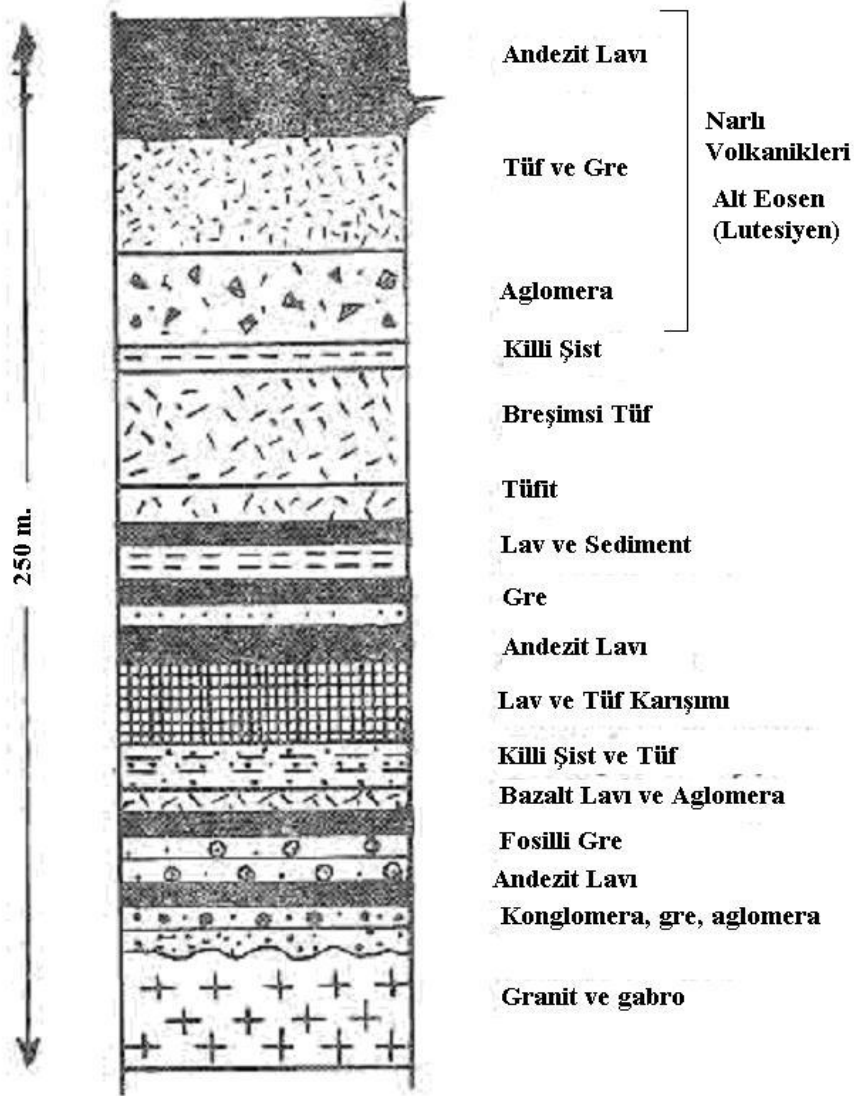 Andezit Lavı
Tüf ve Gre
Aglomera
Narlı
Volkanikleri
Alt Eosen
(Lutesiyen)
Killi Şist
Breşimsi Tüf
Tüfit
Lav ve Sediment
Gre
Andezit Lavı
Lav ve Tüf Karışımı
Killi Şist ve Tüf
Bazalt Lavı ve Aglomera
Fosilli Gre
Andezit Lavı
Konglomera, gre, aglomera
Granit ve gabro
250 m.